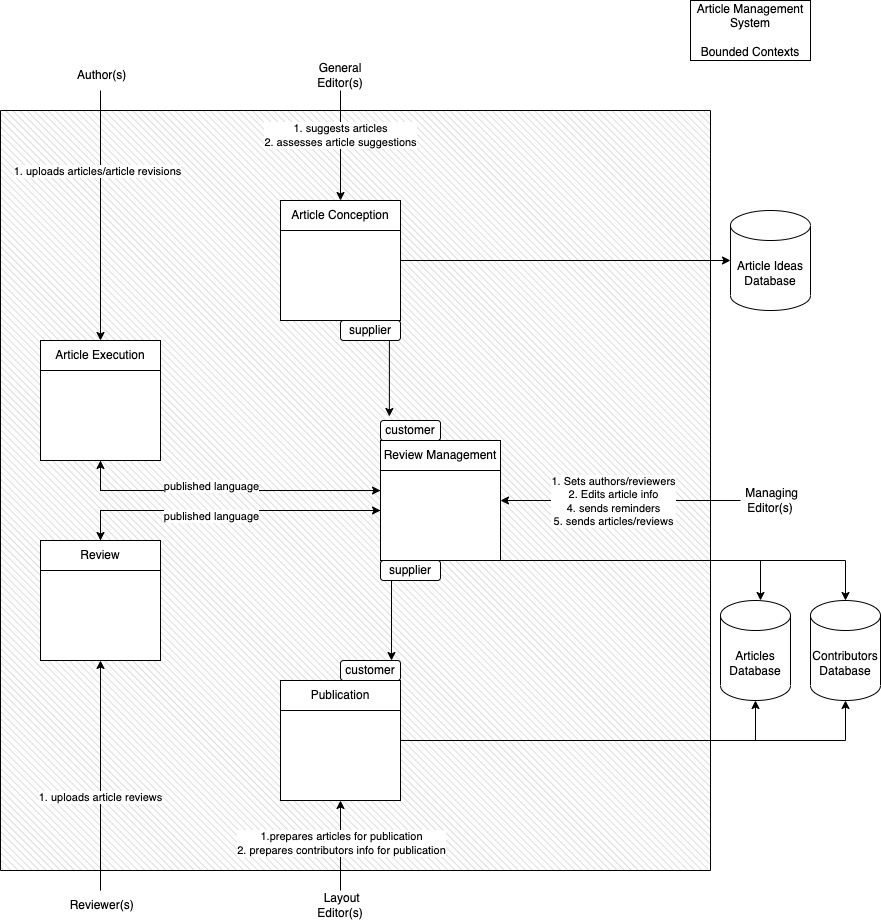 Article Management
System
Bounded Contexts
Author(s)
General
Editor(s)
1. suggests articles
2. assesses article suggestions
1. uploads articles/article revisions
Article Conception
Article Ideas
Database
supplier
Article Execution
customer
Review Management
published language
1. Sets authors/reviewers
2. Edits article info
4. sends reminders
5. sends articles/reviews
Managing
Editor(s)
published language
Review
supplier
Articles
Database
Contributors
Database
customer
Publication
1. uploads article reviews
1.prepares articles for publication
2. prepares contributors info for publication
Reviewer(s)
Layout
Editor(s)